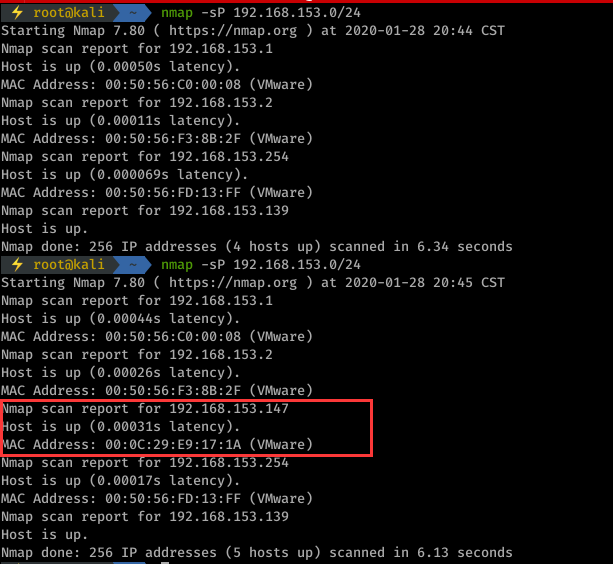 root@kali ~ nmap -sP 192.168.153.0/24
Starting Nmap 7.80 ( https://nmap.org ) at 2020-01-28 20:44 CST
Nmap scan report for 192.168.153.1
Host is up (0.00050s latency).
MAC Address: 00:50:56:C0:00:08 (VMware)
Nmap scan report for 192.168.153.2
Host is up (0.00011s latency).
MAC Address: 00:50:56:F3:8B:2F (VMware)
Nmap scan report for 192.168.153.254
Host is up (0.000069s latency).
MAC Address: 00:50:56:FD:13:FF (VMware)
Nmap scan report for 192.168.153.139
Host is up.
Nmap done: 256 IP addresses (4 hosts up) scanned in 6.34 seconds
root@kali ~ nmap -sP 192.168.153.0/24
Starting Nmap 7.80 ( https://nmap.org ) at 2020-01-28 20:45 CST
Nmap scan report for 192.168.153.1
Host is up (0.00044s latency).
MAC Address: 00:50:56:C0:00:08 (VMware)
Nmap scan report for 192.168.153.2
Host is up (0.00026s latency).
MAC Address: 00:50:56:F3:8B:2F (VMware)
Nmap scan report for 192.168.153.147
Host is up (0.00031s latency).
MAC Address: 00:0C:29:E9:17:1A (VMware)
Nmap scan report for 192.168.153.254
Host is up (0.00017s latency).
MAC Address: 00:50:56:FD:13:FF (VMware)
Nmap scan report for 192.168.153.139
Host is up.
Nmap done: 256 IP addresses (5 hosts up) scanned in 6.13 seconds